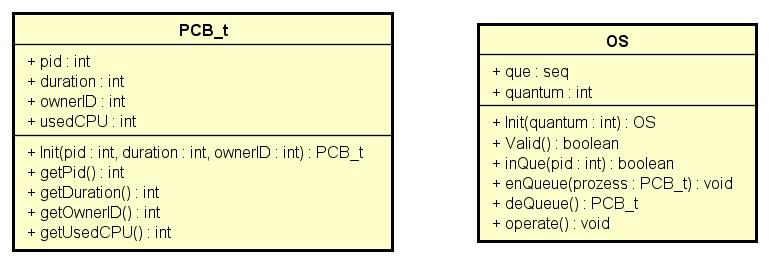 PCB_t
+ pid : int
+ duration : int
+ ownerID : int
+ usedCPU : int
+ Init(pid : int, duration : int, ownerID : int) : PCB_t
+ getPid() : int
+ getDuration() : int
+ getOwnerID() : int
+ getUsedCPU() : int
OS
+ que : seq
+ quantum : int
+ Init(quantum : int) : OS
+ Valid() : boolean
+ inQue(pid : int) : boolean
+ enQueue(prozess : PCB_t) : void
+ deQueue() : PCB_t
+ operate() : void